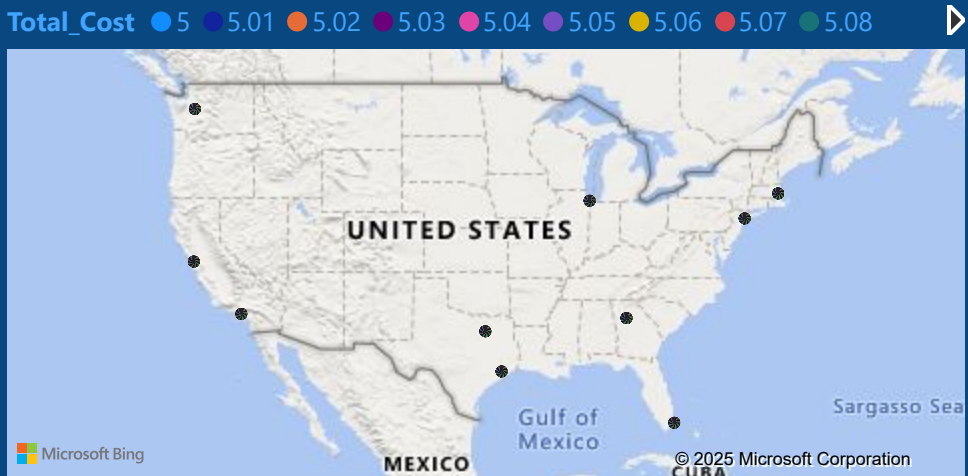 Total_Cost 5 5.01 5.02 5.03 5.04 5.05 5.06 5.07 5.08
UNITED STATES
Sargasso Sea
Gulf of
Mexico
Microsoft Bing
MEXICO
© 2025 Microsoft Corporation
CUBA